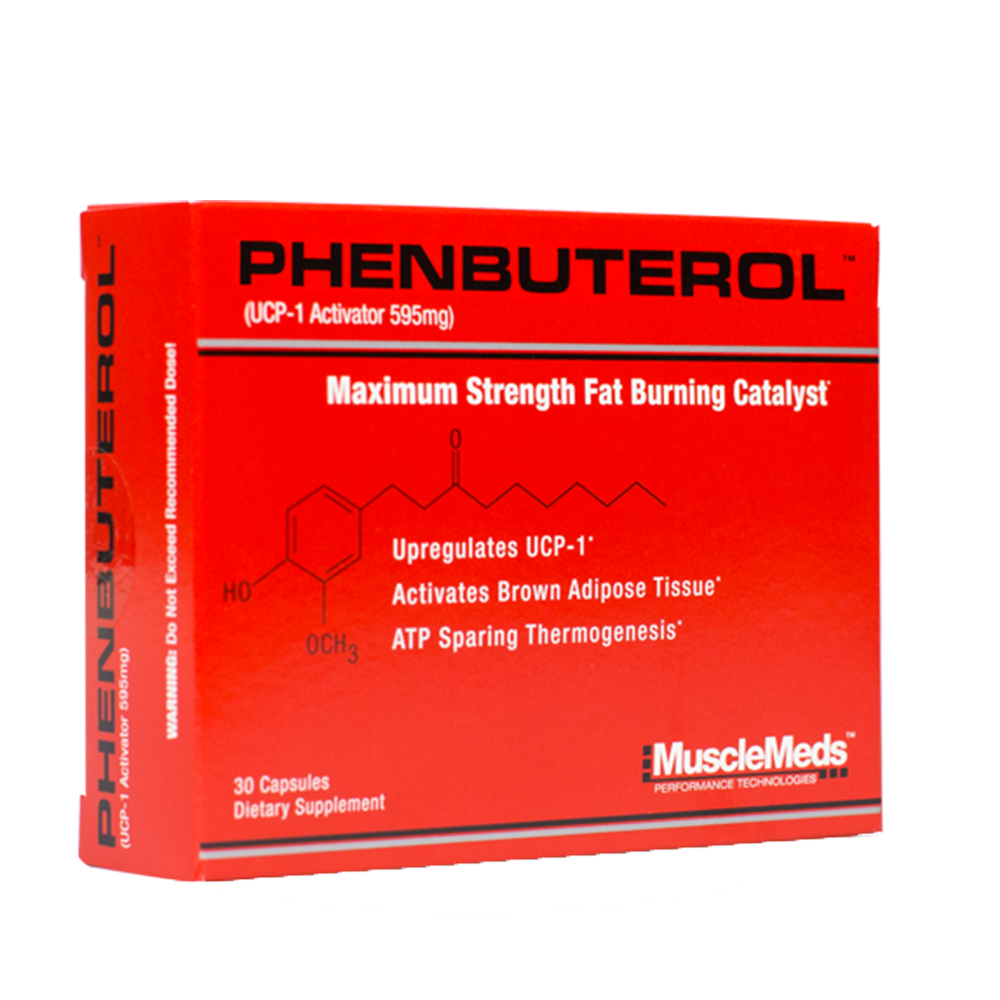 PHENBUTEROL™
(UCP-1 Activator 595mg)
Maximum Strength Fat Burning Catalyst*
O
HO
OCH3
Upregulates UCP-1*
Activates Brown Adipose Tissue*
ATP Sparing Thermogenesis*
30 Capsules
Dietary Supplement
MuscleMeds™
PERFORMANCE TECHNOLOGIES
PHENBUTEROL™
(UCP-1 Activator 595mg)
WARNING: Do Not Exceed Recommended Dose!